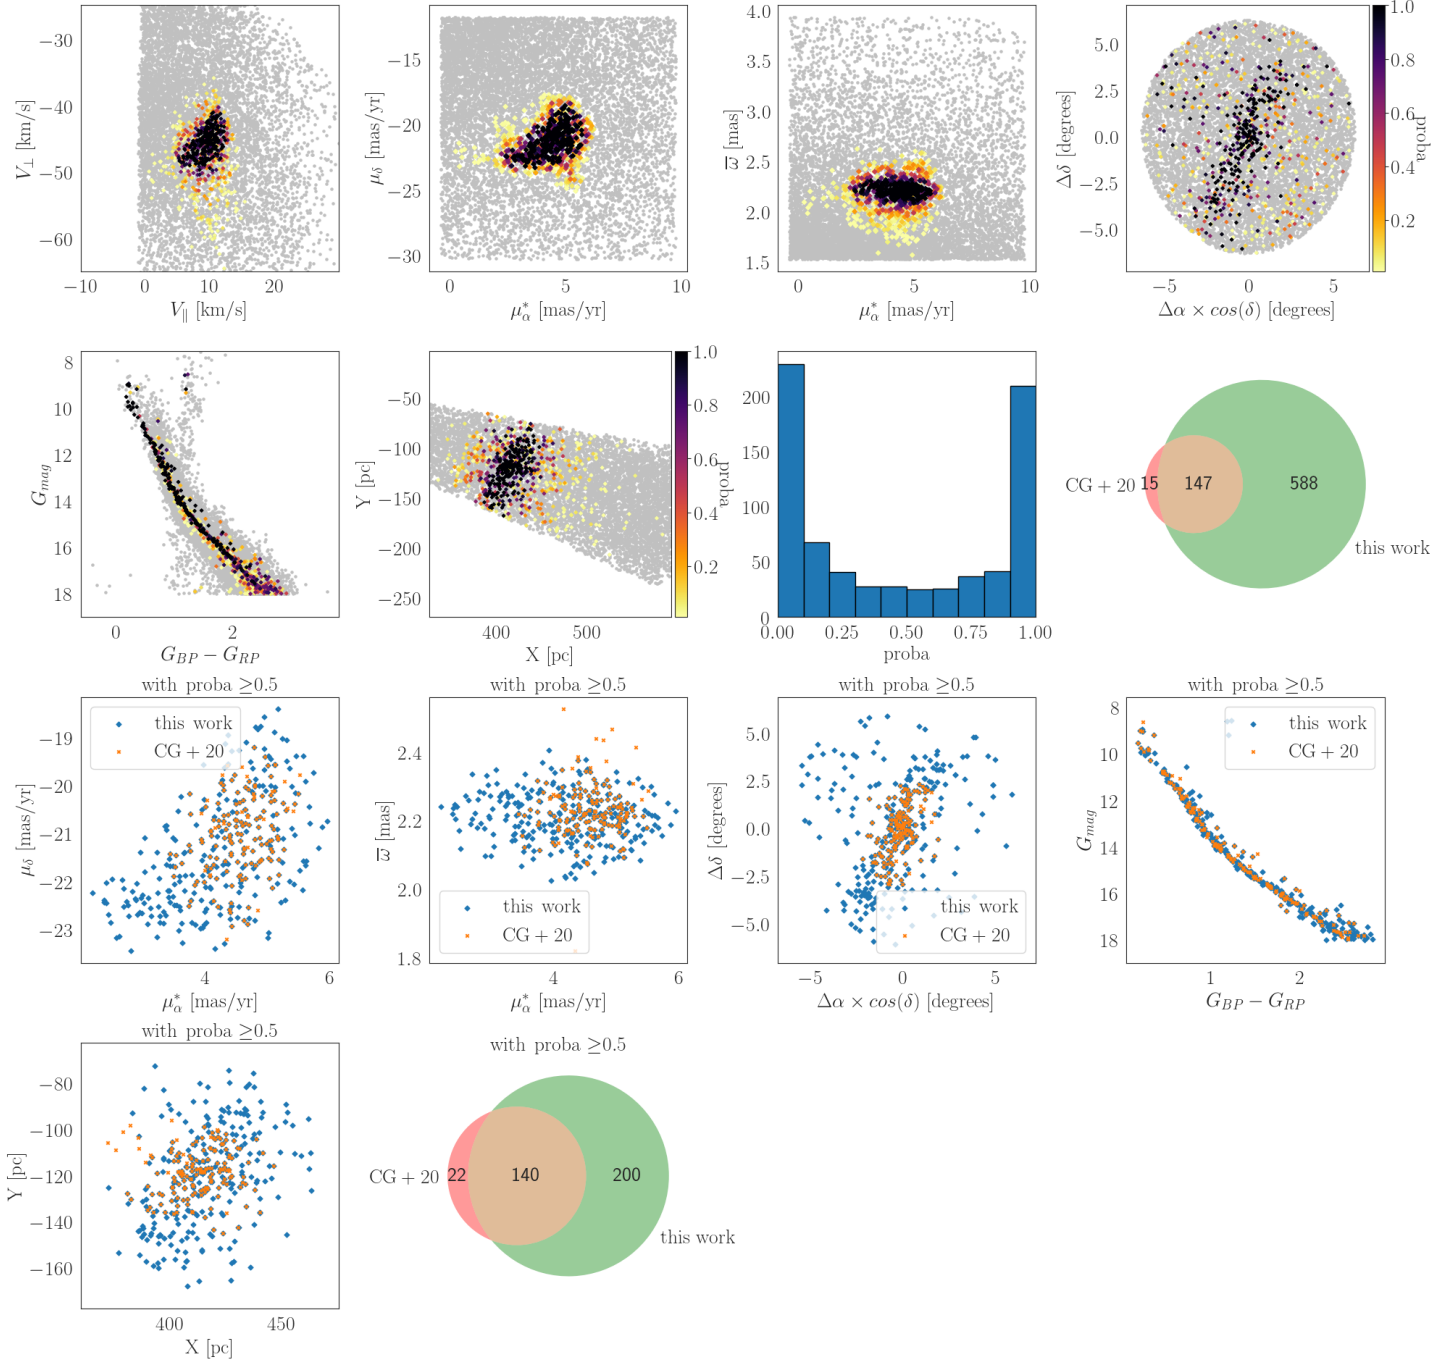 −30
−40
−50
−60
V⊥ [km/s]
−10 0 10 20
V∥ [km/s]
−15
−20
−25
−30
μδ [mas/yr]
0 5 10
μ*α [mas/yr]
4.0
3.5
3.0
2.5
2.0
1.5
ϖ [mas]
0 5 10
μ*α [mas/yr]
5.0
2.5
0.0
−2.5
−5.0
Δδ [degrees]
−5 0 5
Δα × cos(δ) [degrees]
1.0
0.8
0.6
0.4
0.2
proba
8
10
12
14
16
18
Gmag
0 2
GBP − GRP
−50
−100
−150
−200
−250
Y [pc]
400 500
X [pc]
1.0
0.8
0.6
0.4
0.2
proba
200
150
100
50
0
0.00 0.25 0.50 0.75 1.00
proba
CG + 20 15 147 588
this work
with proba ≥0.5
this work
CG + 20
−19
−20
−21
−22
−23
μδ [mas/yr]
4 6
μ*α [mas/yr]
with proba ≥0.5
2.4
2.2
2.0
1.8
ϖ [mas]
this work
CG + 20
4 6
μ*α [mas/yr]
with proba ≥0.5
5.0
2.5
0.0
−2.5
−5.0
Δδ [degrees]
this work
CG + 20
−5 0 5
Δα × cos(δ) [degrees]
with proba ≥0.5
this work
CG + 20
8
10
12
14
16
18
Gmag
1 2
GBP − GRP
with proba ≥0.5
−80
−100
−120
−140
−160
Y [pc]
400 450
X [pc]
with proba ≥0.5
CG + 20 22 140 200
this work